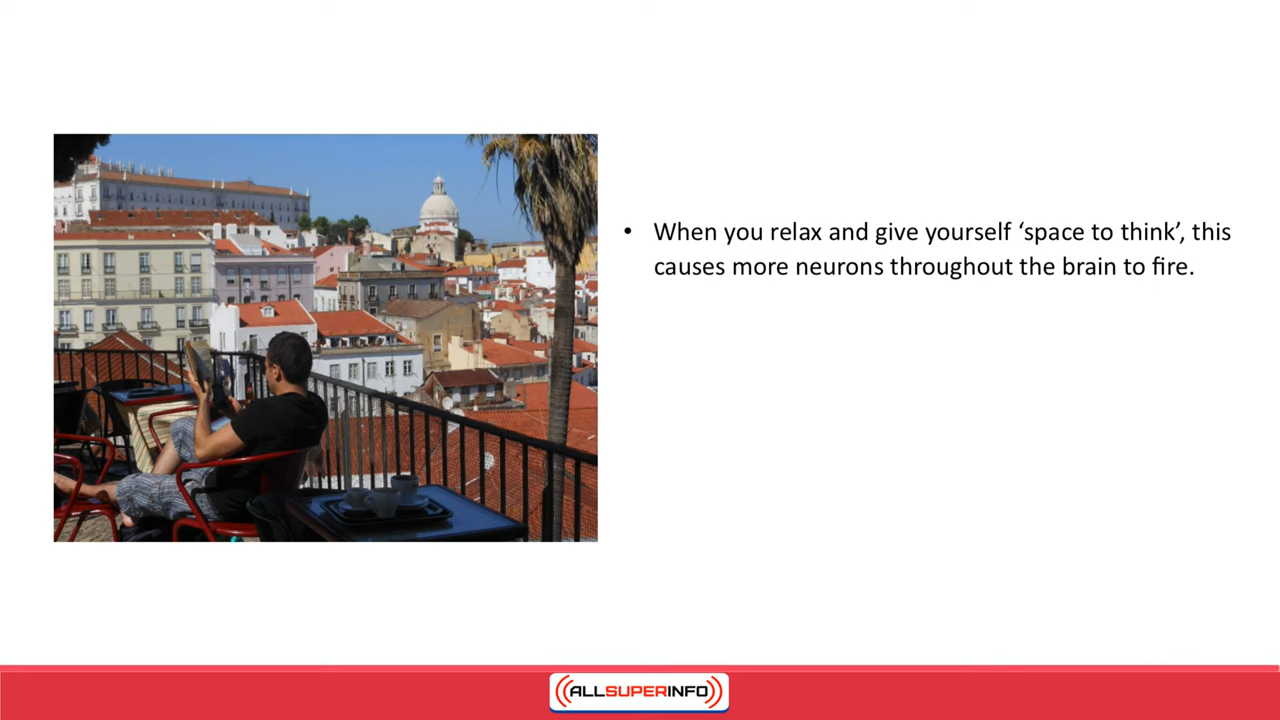 • When you relax and give yourself ‘space to think’, this
causes more neurons throughout the brain to fire.
ALLSUPERINFO